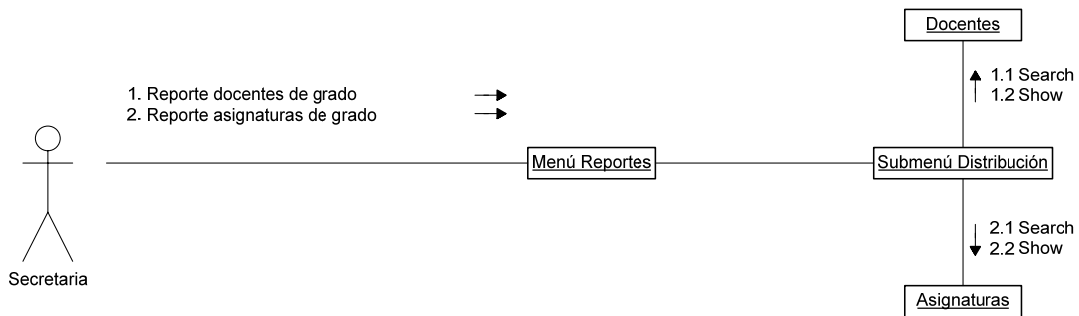 Docentes
1.1 Search
1.2 Show
1. Reporte docentes de grado
2. Reporte asignaturas de grado
Menú Reportes
Submenú Distribución
2.1 Search
2.2 Show
Secretaria
Asignaturas